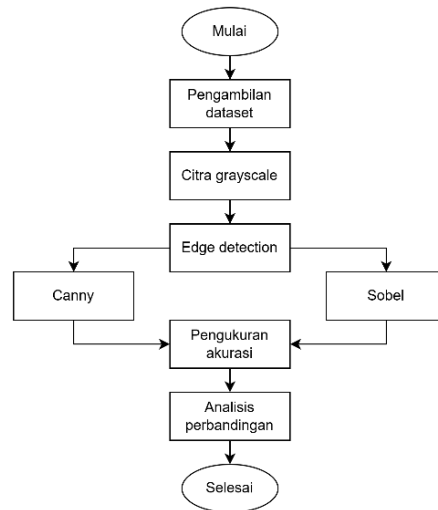 Mulai
Pengambilan
dataset
Citra grayscale
Edge detection
Canny
Sobel
Pengukuran
akurasi
Analisis
perbandingan
Selesai